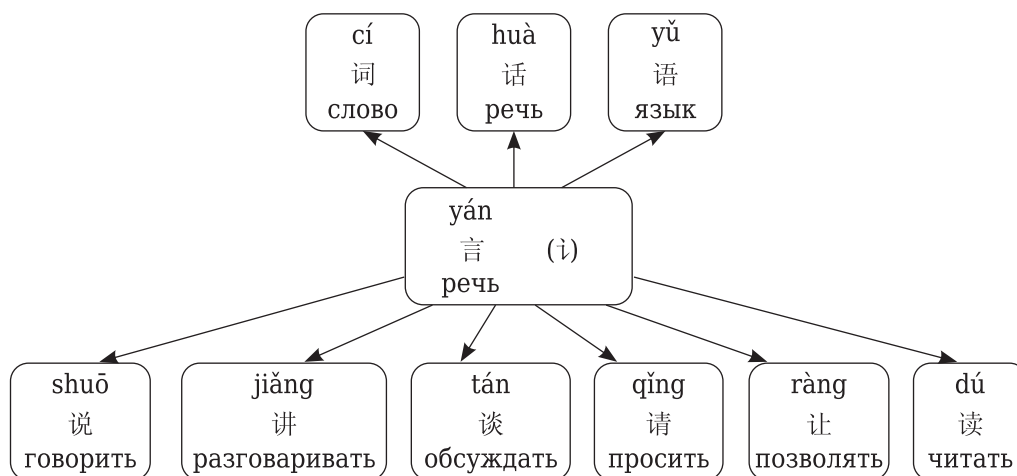 cí
词
слово
huà
话
речь
yǔ
语
язык
yán
言 (讠)
речь
shuō
说
говорить
jiǎng
讲
разговаривать
tán
谈
обсуждать
qǐng
请
просить
ràng
让
позволять
dú
读
читать